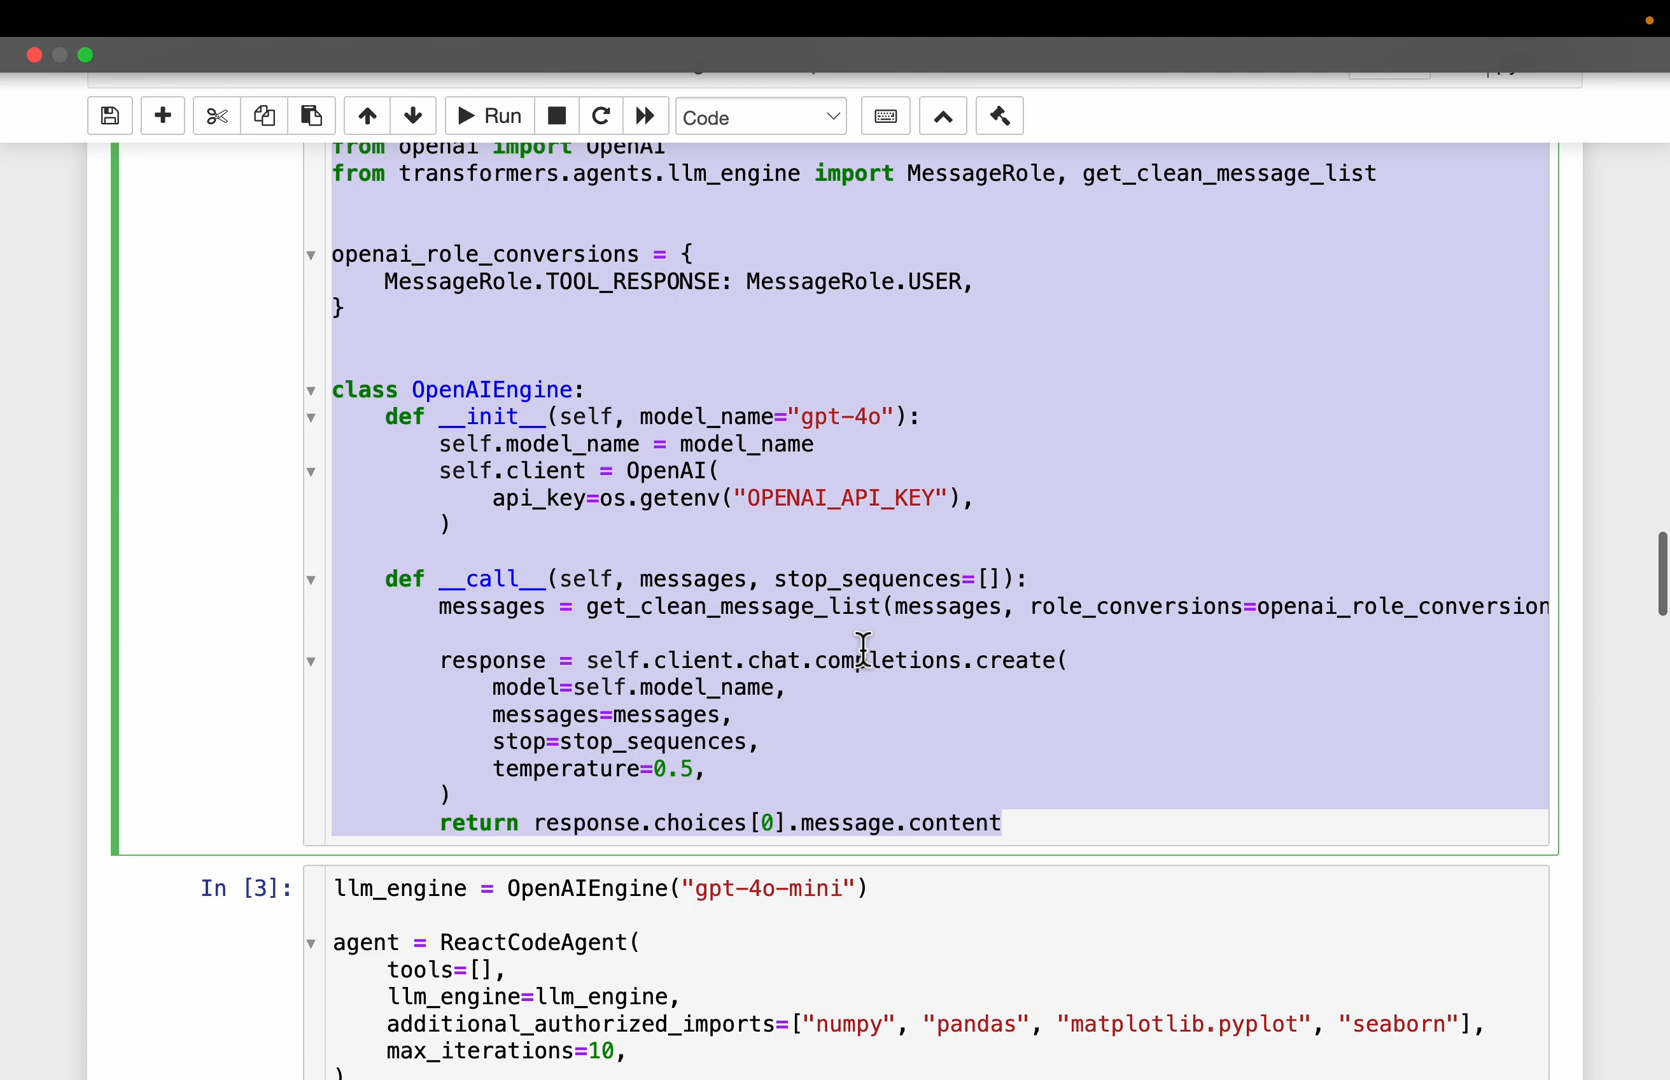 Run
Code
from openai import OpenAI
from transformers.agents.llm_engine import MessageRole, get_clean_message_list
openai_role_conversions = {
    MessageRole.TOOL_RESPONSE: MessageRole.USER,
}
class OpenAIEngine:
    def __init__(self, model_name="gpt-4o"):
        self.model_name = model_name
        self.client = OpenAI(
            api_key=os.getenv("OPENAI_API_KEY"),
        )
    def __call__(self, messages, stop_sequences=[]):
        messages = get_clean_message_list(messages, role_conversions=openai_role_conversion
        response = self.client.chat.completions.create(
            model=self.model_name,
            messages=messages,
            stop=stop_sequences,
            temperature=0.5,
        )
        return response.choices[0].message.content
In [3]:
llm_engine = OpenAIEngine("gpt-4o-mini")
agent = ReactCodeAgent(
    tools=[],
    llm_engine=llm_engine,
    additional_authorized_imports=["numpy", "pandas", "matplotlib.pyplot", "seaborn"],
    max_iterations=10,
)